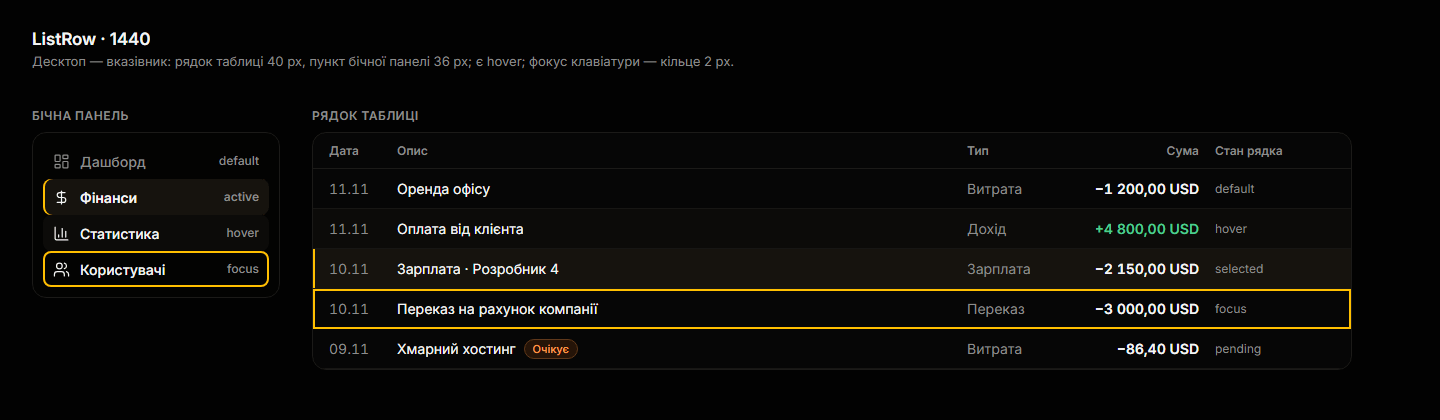 ListRow · 1440
Десктоп — вказівник: рядок таблиці 40 px, пункт бічної панелі 36 px; є hover; фокус клавіатури — кільце 2 px.
БІЧНА ПАНЕЛЬ
Дашборд default
Фінанси active
Статистика hover
Користувачі focus
РЯДОК ТАБЛИЦІ
Дата Опис Тип Сума Стан рядка
11.11 Оренда офісу Витрата −1 200,00 USD default
11.11 Оплата від клієнта Дохід +4 800,00 USD hover
10.11 Зарплата · Розробник 4 Зарплата −2 150,00 USD selected
10.11 Переказ на рахунок компанії Переказ −3 000,00 USD focus
09.11 Хмарний хостинг Очікує Витрата −86,40 USD pending